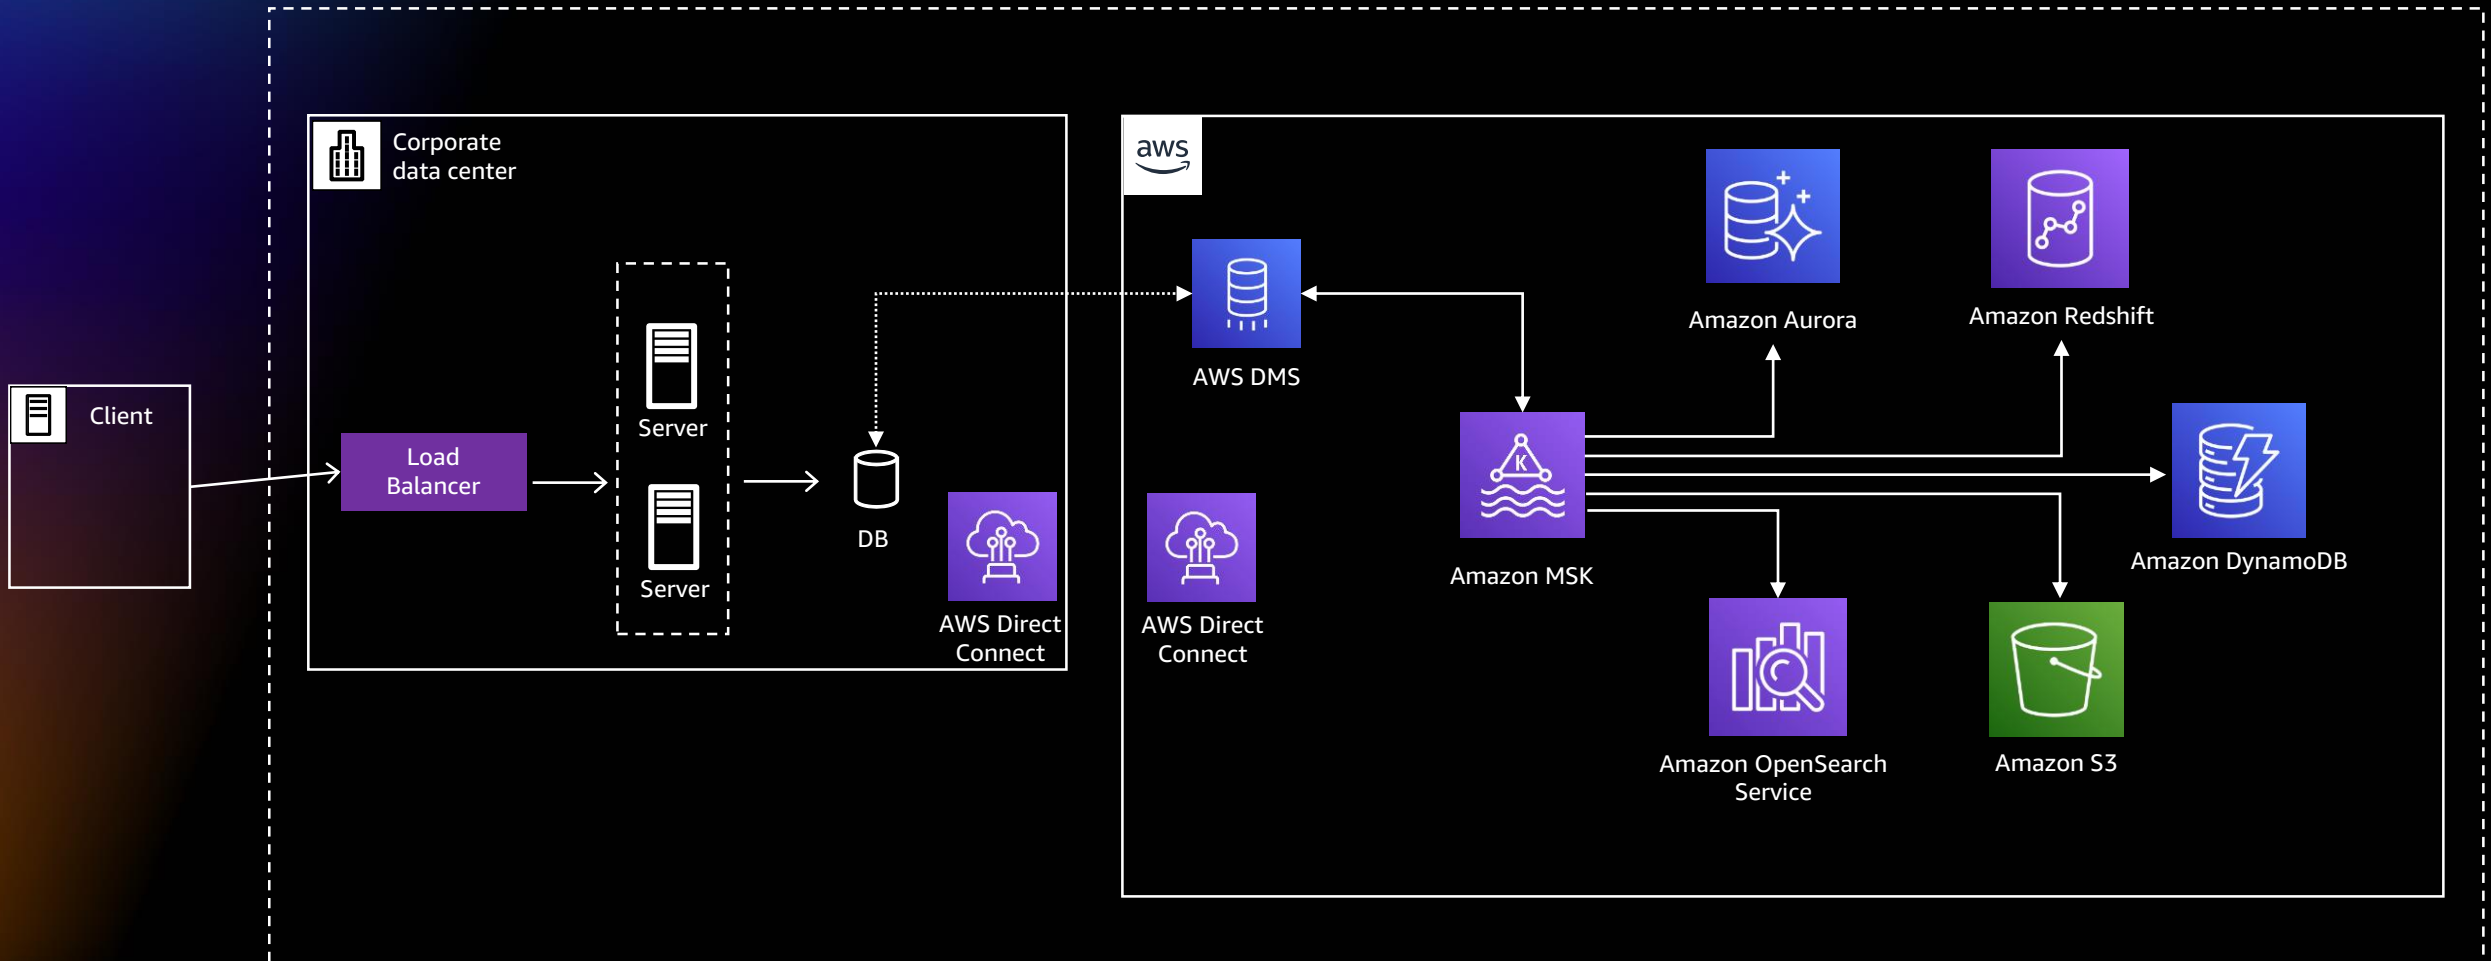 Corporate
data center
aws
Client
Load
Balancer
Server
Server
DB
AWS Direct
Connect
AWS DMS
AWS Direct
Connect
K
Amazon MSK
Amazon Aurora
Amazon Redshift
Amazon DynamoDB
Amazon OpenSearch
Service
Amazon S3